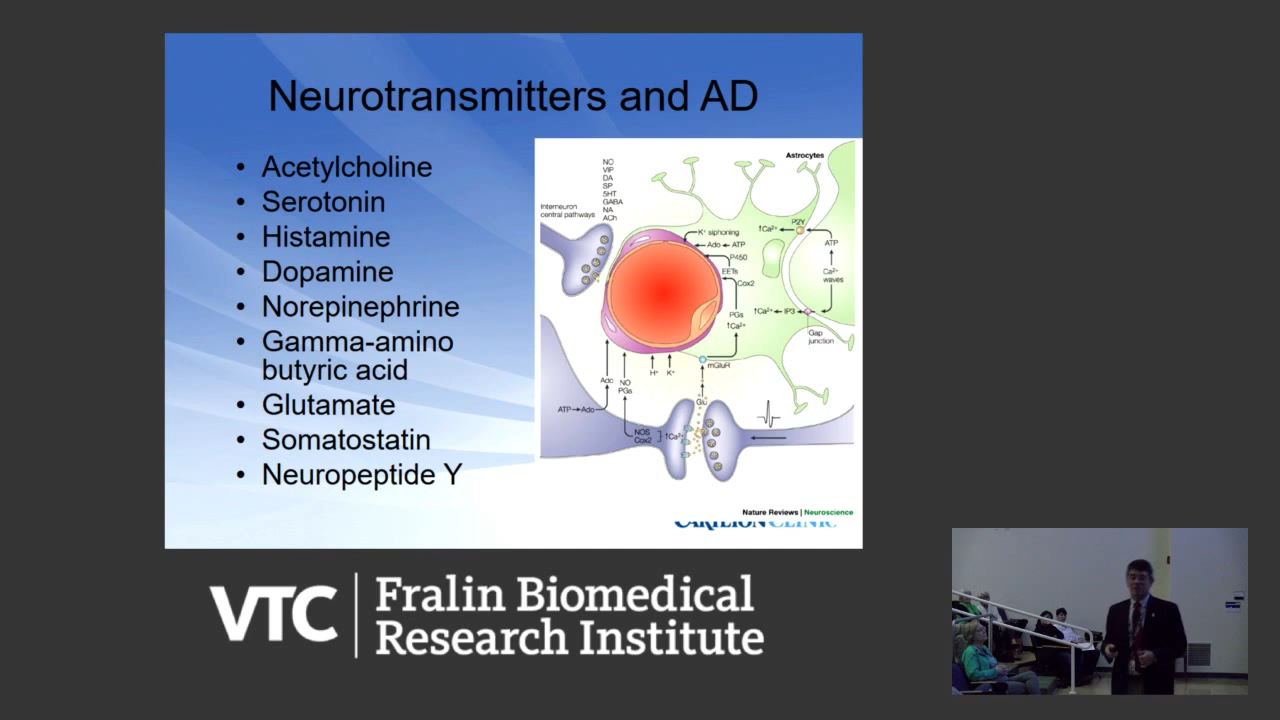 Neurotransmitters and AD
• Acetylcholine
• Serotonin
• Histamine
• Dopamine
• Norepinephrine
• Gamma-amino
butyric acid
• Glutamate
• Somatostatin
• Neuropeptide Y
Astrocytes
NO
VIP
DA
SP
5HT
GABA
NA
ACh
Interneuron
central pathways
K+ siphoning
Ado ← ATP
P450
EETs
Cox2
PGs
↑Ca2+
↑Ca2+
P2Y
ATP
Ca2+
waves
↑Ca2+ ← IP3
Gap
junction
mGluR
H+
K+
Ado
NO
PGs
ATP→Ado
Glu
NOS
Cox2
↑Ca2+
Nature Reviews | Neuroscience
CARILION CLINIC
VTC
Fralin Biomedical
Research Institute